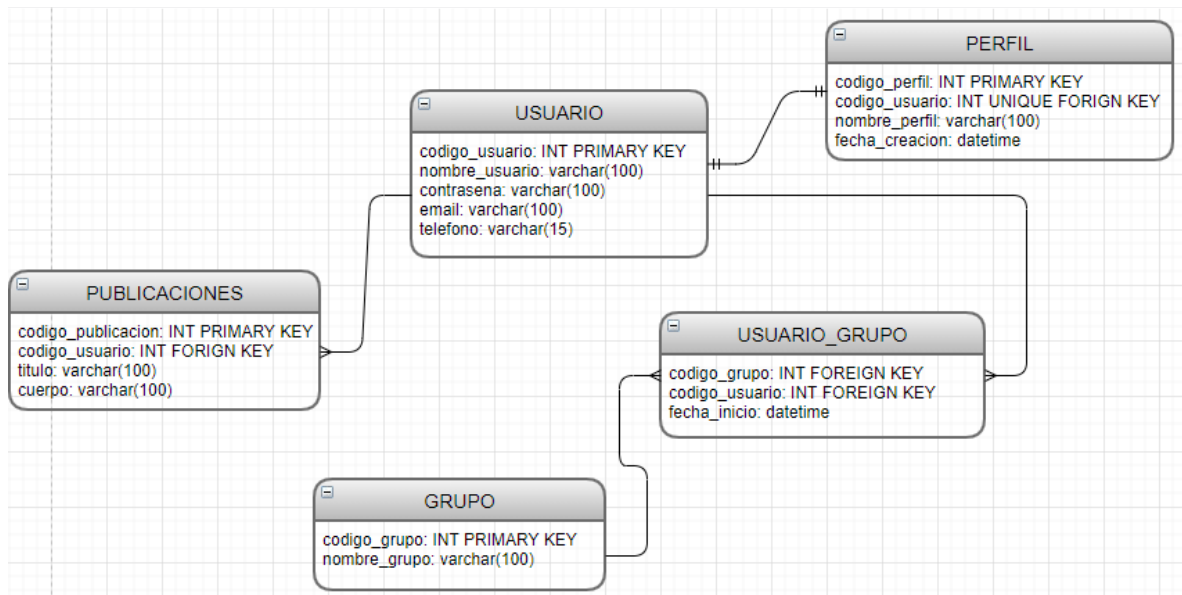 PERFIL
codigo_perfil: INT PRIMARY KEY
codigo_usuario: INT UNIQUE FORIGN KEY
nombre_perfil: varchar(100)
fecha_creacion: datetime
USUARIO
codigo_usuario: INT PRIMARY KEY
nombre_usuario: varchar(100)
contrasena: varchar(100)
email: varchar(100)
telefono: varchar(15)
PUBLICACIONES
codigo_publicacion: INT PRIMARY KEY
codigo_usuario: INT FORIGN KEY
titulo: varchar(100)
cuerpo: varchar(100)
USUARIO_GRUPO
codigo_grupo: INT FOREIGN KEY
codigo_usuario: INT FOREIGN KEY
fecha_inicio: datetime
GRUPO
codigo_grupo: INT PRIMARY KEY
nombre_grupo: varchar(100)